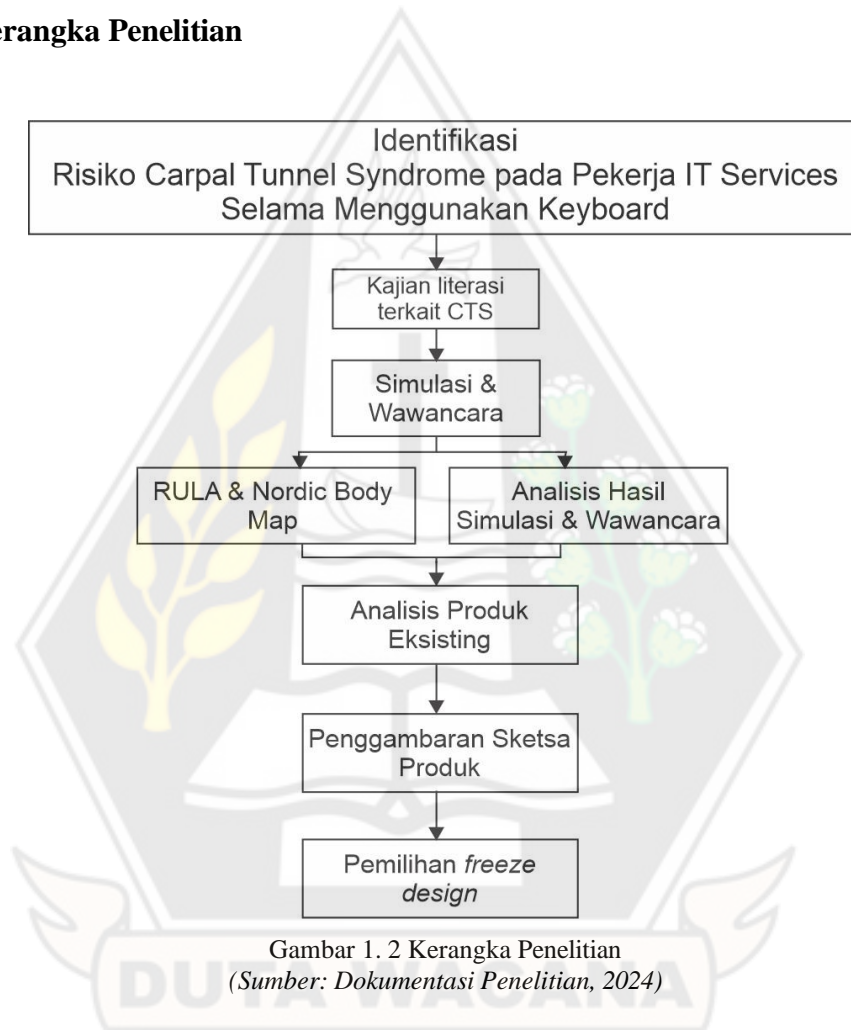 erangka Penelitian
Identifikasi
Risiko Carpal Tunnel Syndrome pada Pekerja IT Services
Selama Menggunakan Keyboard
Kajian literasi
terkait CTS
Simulasi &
Wawancara
RULA & Nordic Body
Map
Analisis Hasil
Simulasi & Wawancara
Analisis Produk
Eksisting
Penggambaran Sketsa
Produk
Pemilihan freeze
design
Gambar 1. 2 Kerangka Penelitian
(Sumber: Dokumentasi Penelitian, 2024)
DUTA WACANA